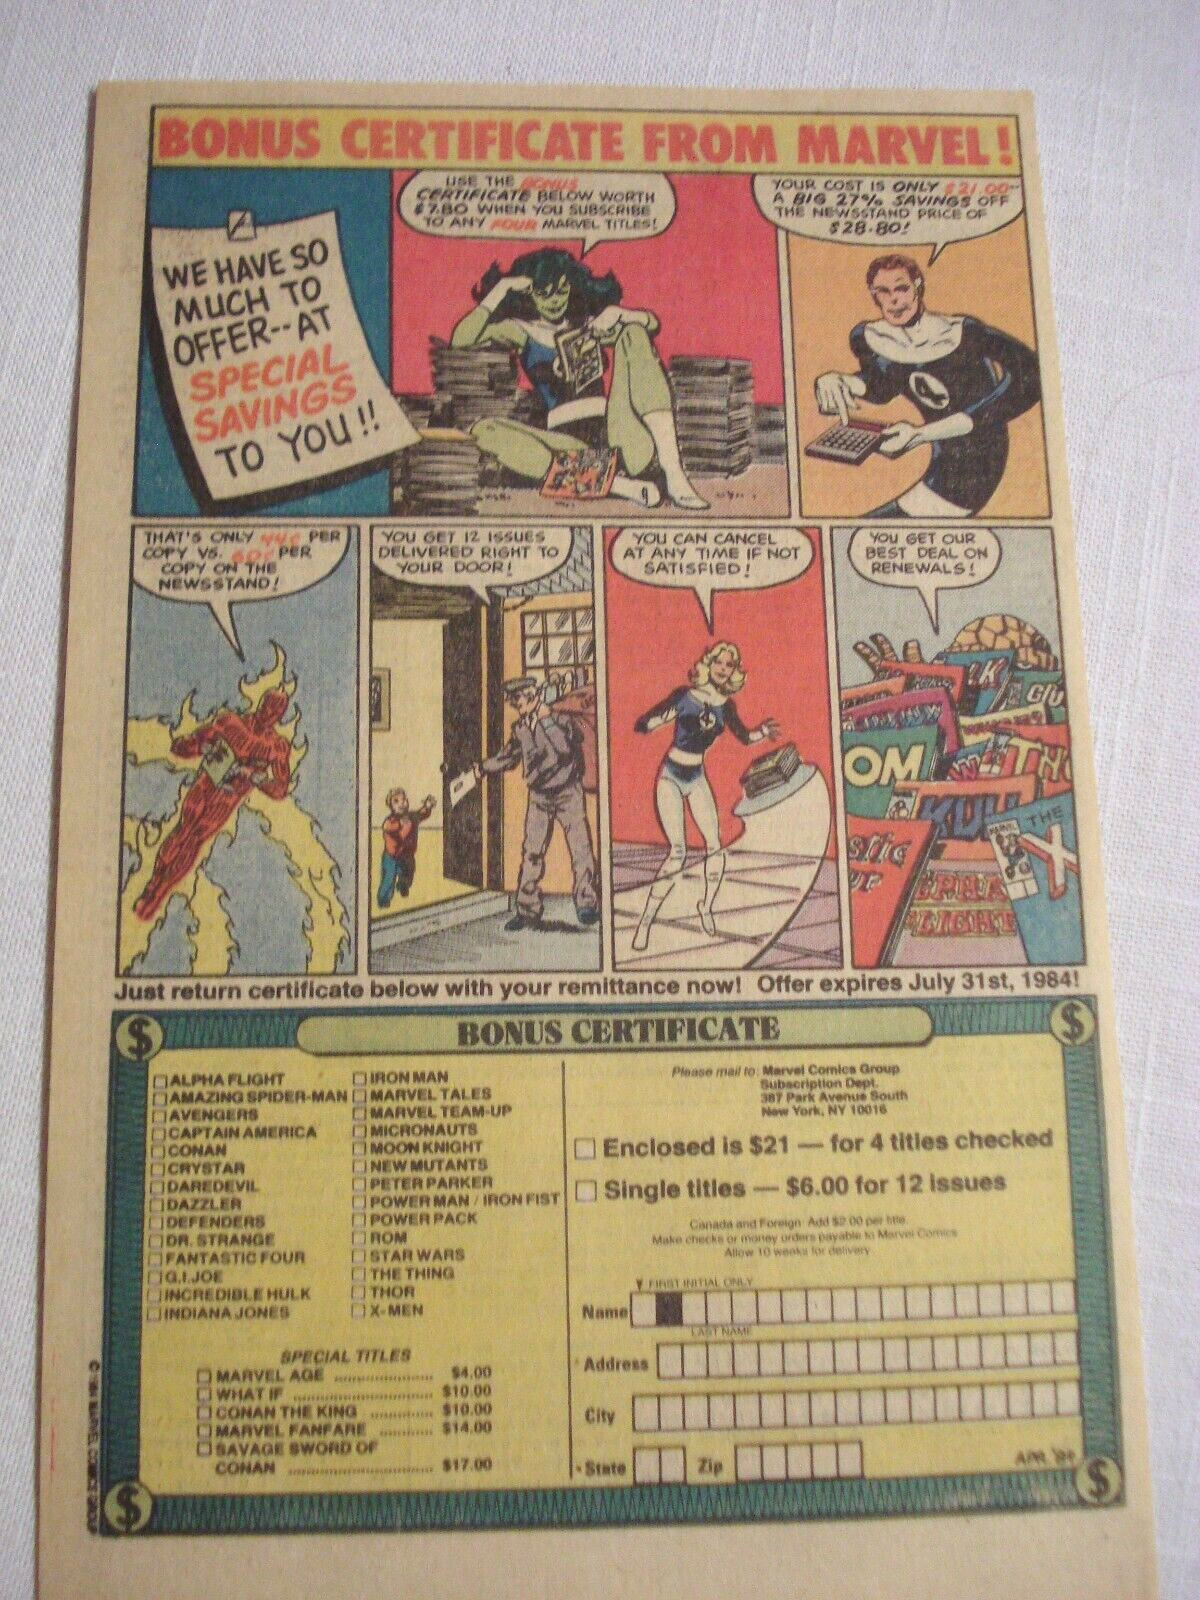 BONUS CERTIFICATE FROM MARVEL!
WE HAVE SO
MUCH TO
OFFER--AT
SPECIAL
SAVINGS
TO YOU!!
USE THE BONUS
CERTIFICATE BELOW WORTH
$7.80 WHEN YOU SUBSCRIBE
TO ANY FOUR MARVEL TITLES!
YOUR COST IS ONLY $21.00--
A BIG 27% SAVINGS OFF
THE NEWSSTAND PRICE OF
$28.80!
4
THAT'S ONLY 44¢ PER
COPY VS. 60¢ PER
COPY ON THE
NEWSSTAND!
YOU GET 12 ISSUES
DELIVERED RIGHT TO
YOUR DOOR!
YOU CAN CANCEL
AT ANY TIME IF NOT
SATISFIED!
YOU GET OUR
BEST DEAL ON
RENEWALS!
OM
TH
KULL
THE
X
LIGHT
Just return certificate below with your remittance now! Offer expires July 31st, 1984!
$
BONUS CERTIFICATE
$
ALPHA FLIGHT
AMAZING SPIDER-MAN
AVENGERS
CAPTAIN AMERICA
CONAN
CRYSTAR
DAREDEVIL
DAZZLER
DEFENDERS
DR. STRANGE
FANTASTIC FOUR
G.I. JOE
INCREDIBLE HULK
INDIANA JONES
IRON MAN
MARVEL TALES
MARVEL TEAM-UP
MICRONAUTS
MOON KNIGHT
NEW MUTANTS
PETER PARKER
POWER MAN / IRON FIST
POWER PACK
ROM
STAR WARS
THE THING
THOR
X-MEN
SPECIAL TITLES
MARVEL AGE .................... $4.00
WHAT IF ........................... $10.00
CONAN THE KING ............ $10.00
MARVEL FANFARE ........... $14.00
SAVAGE SWORD OF
CONAN ............................ $17.00
Please mail to: Marvel Comics Group
Subscription Dept.
387 Park Avenue South
New York, NY 10016
Enclosed is $21 — for 4 titles checked
Single titles — $6.00 for 12 issues
Canada and Foreign: Add $2.00 per title.
Make checks or money orders payable to Marvel Comics
Allow 10 weeks for delivery
▼ FIRST INITIAL ONLY
Name
LAST NAME
Address
City
State
Zip
APR. '84
$
$
© 1984 MARVEL COMICS GROUP